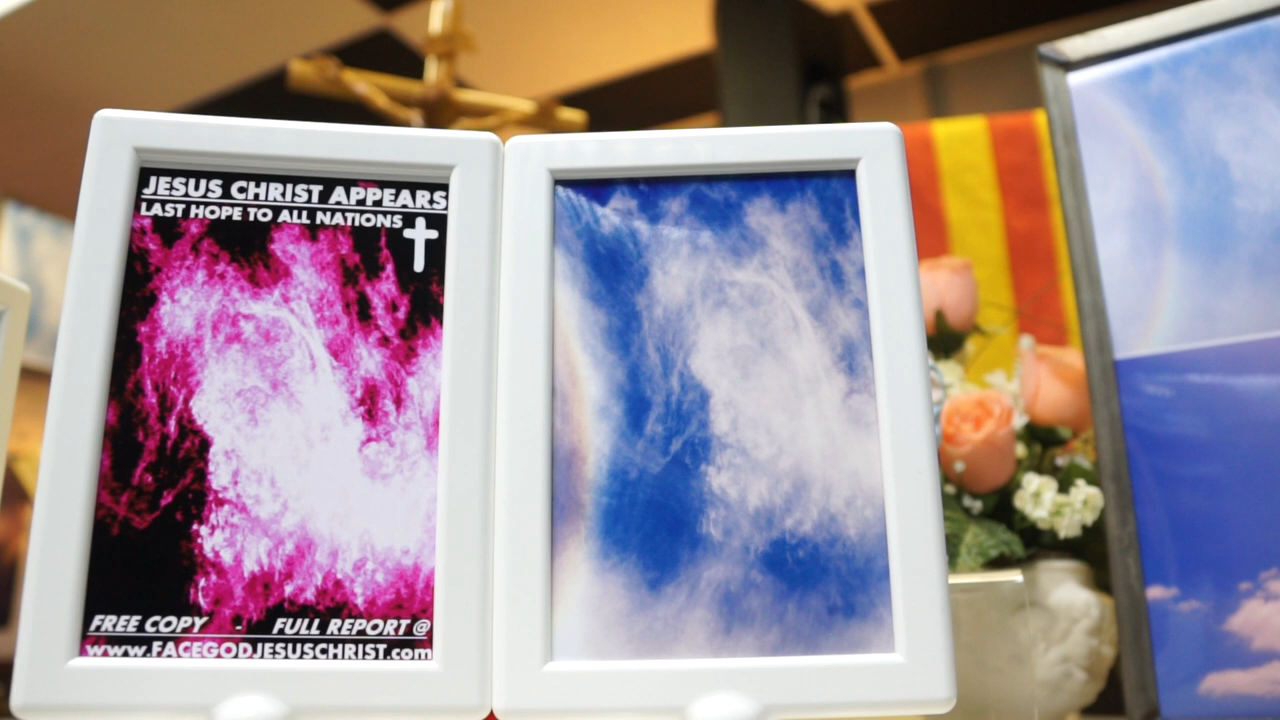 JESUS CHRIST APPEARS
LAST HOPE TO ALL NATIONS
FREE COPY - FULL REPORT @
www.FACEGODJESUSCHRIST.com